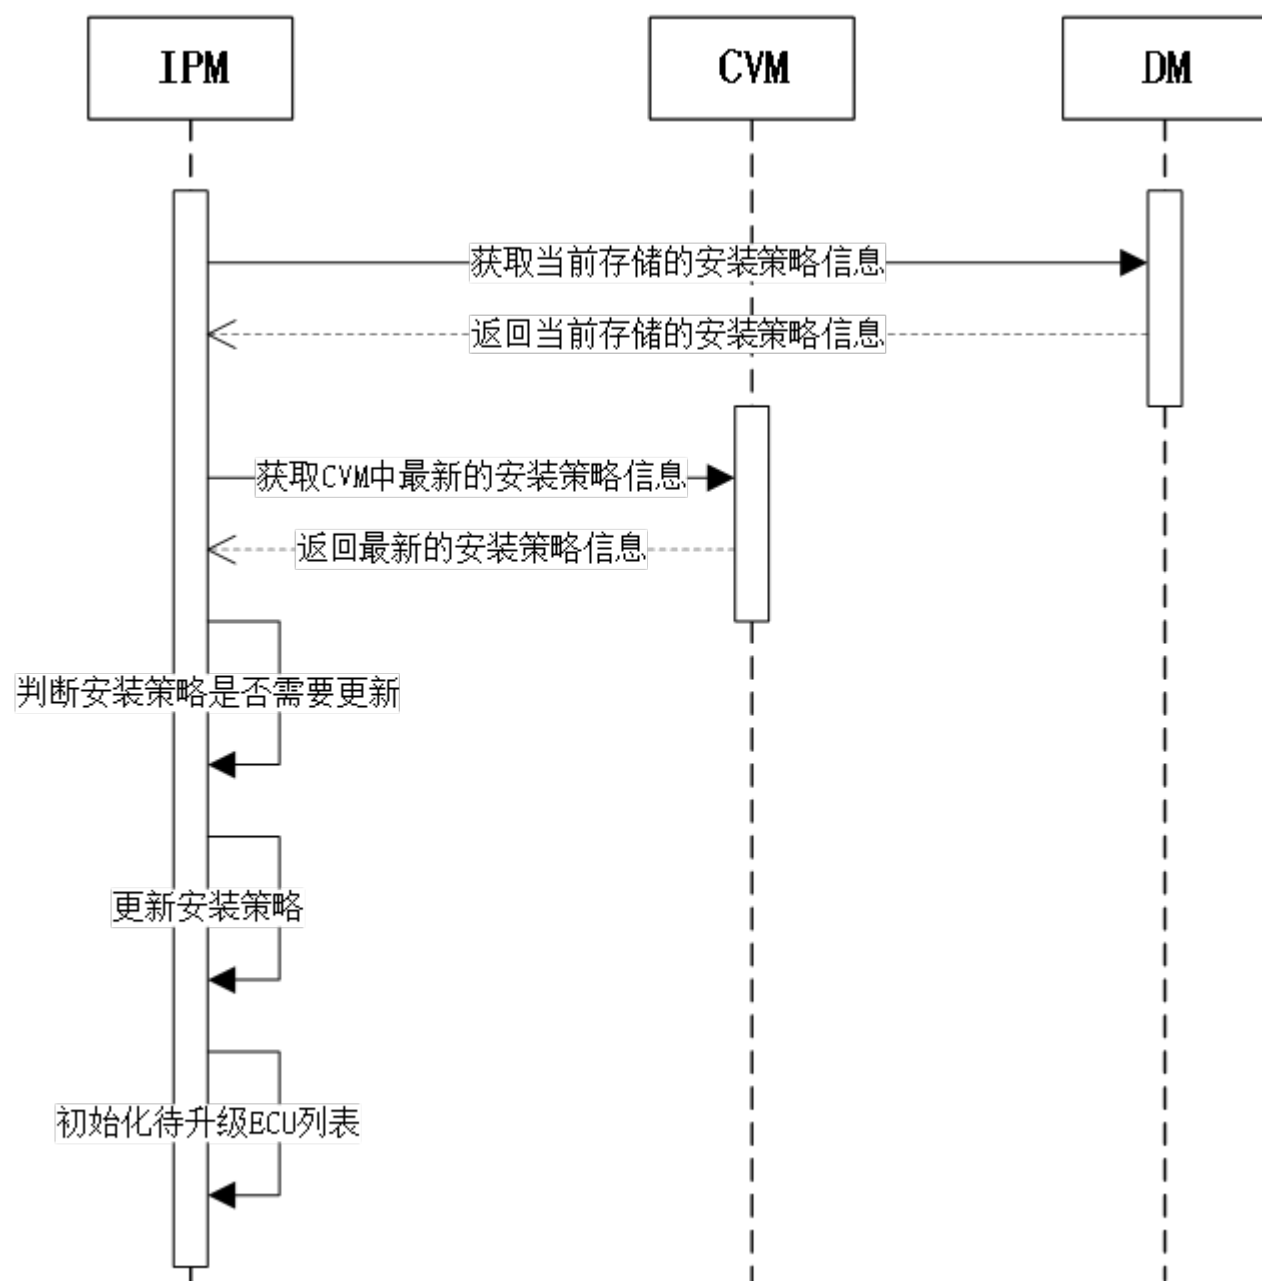 IPM
CVM
DM
获取当前存储的安装策略信息
返回当前存储的安装策略信息
获取CVM中最新的安装策略信息
返回最新的安装策略信息
判断安装策略是否需要更新
更新安装策略
初始化待升级ECU列表